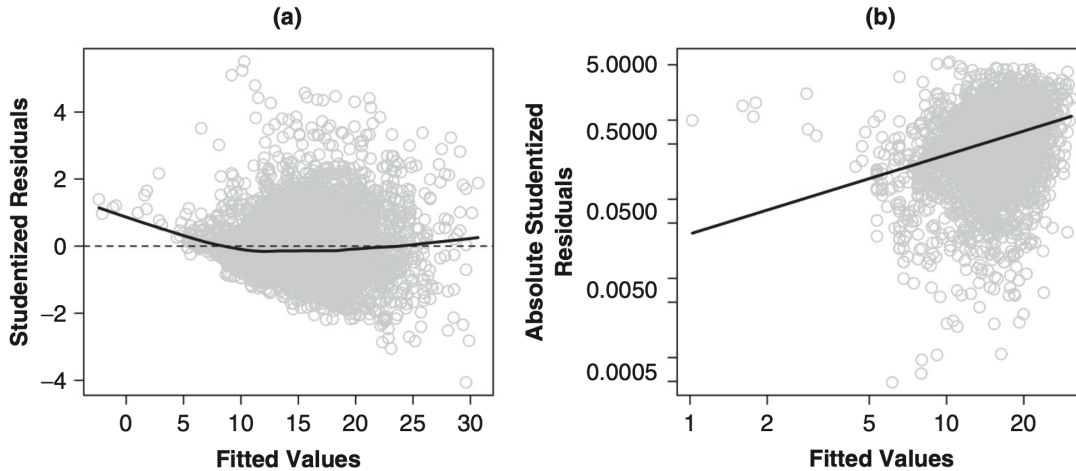 (a)
Studentized Residuals
4
2
0
−2
−4
0 5 10 15 20 25 30
Fitted Values
(b)
Absolute Studentized
Residuals
5.0000
0.5000
0.0500
0.0050
0.0005
1 2 5 10 20
Fitted Values